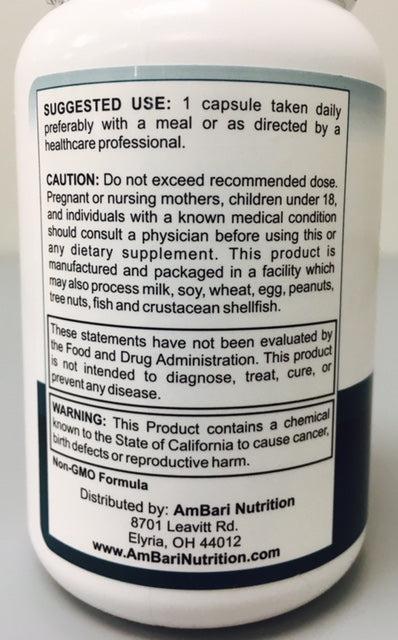 SUGGESTED USE: 1 capsule taken daily
preferably with a meal or as directed by a
healthcare professional.
CAUTION: Do not exceed recommended dose.
Pregnant or nursing mothers, children under 18,
and individuals with a known medical condition
should consult a physician before using this or
any dietary supplement. This product is
manufactured and packaged in a facility which
may also process milk, soy, wheat, egg, peanuts,
tree nuts, fish and crustacean shellfish.
These statements have not been evaluated by
the Food and Drug Administration. This product
is not intended to diagnose, treat, cure, or
prevent any disease.
WARNING: This Product contains a chemical
known to the State of California to cause cancer,
birth defects or reproductive harm.
Non-GMO Formula
Distributed by: AmBari Nutrition
8701 Leavitt Rd.
Elyria, OH 44012
www.AmBariNutrition.com